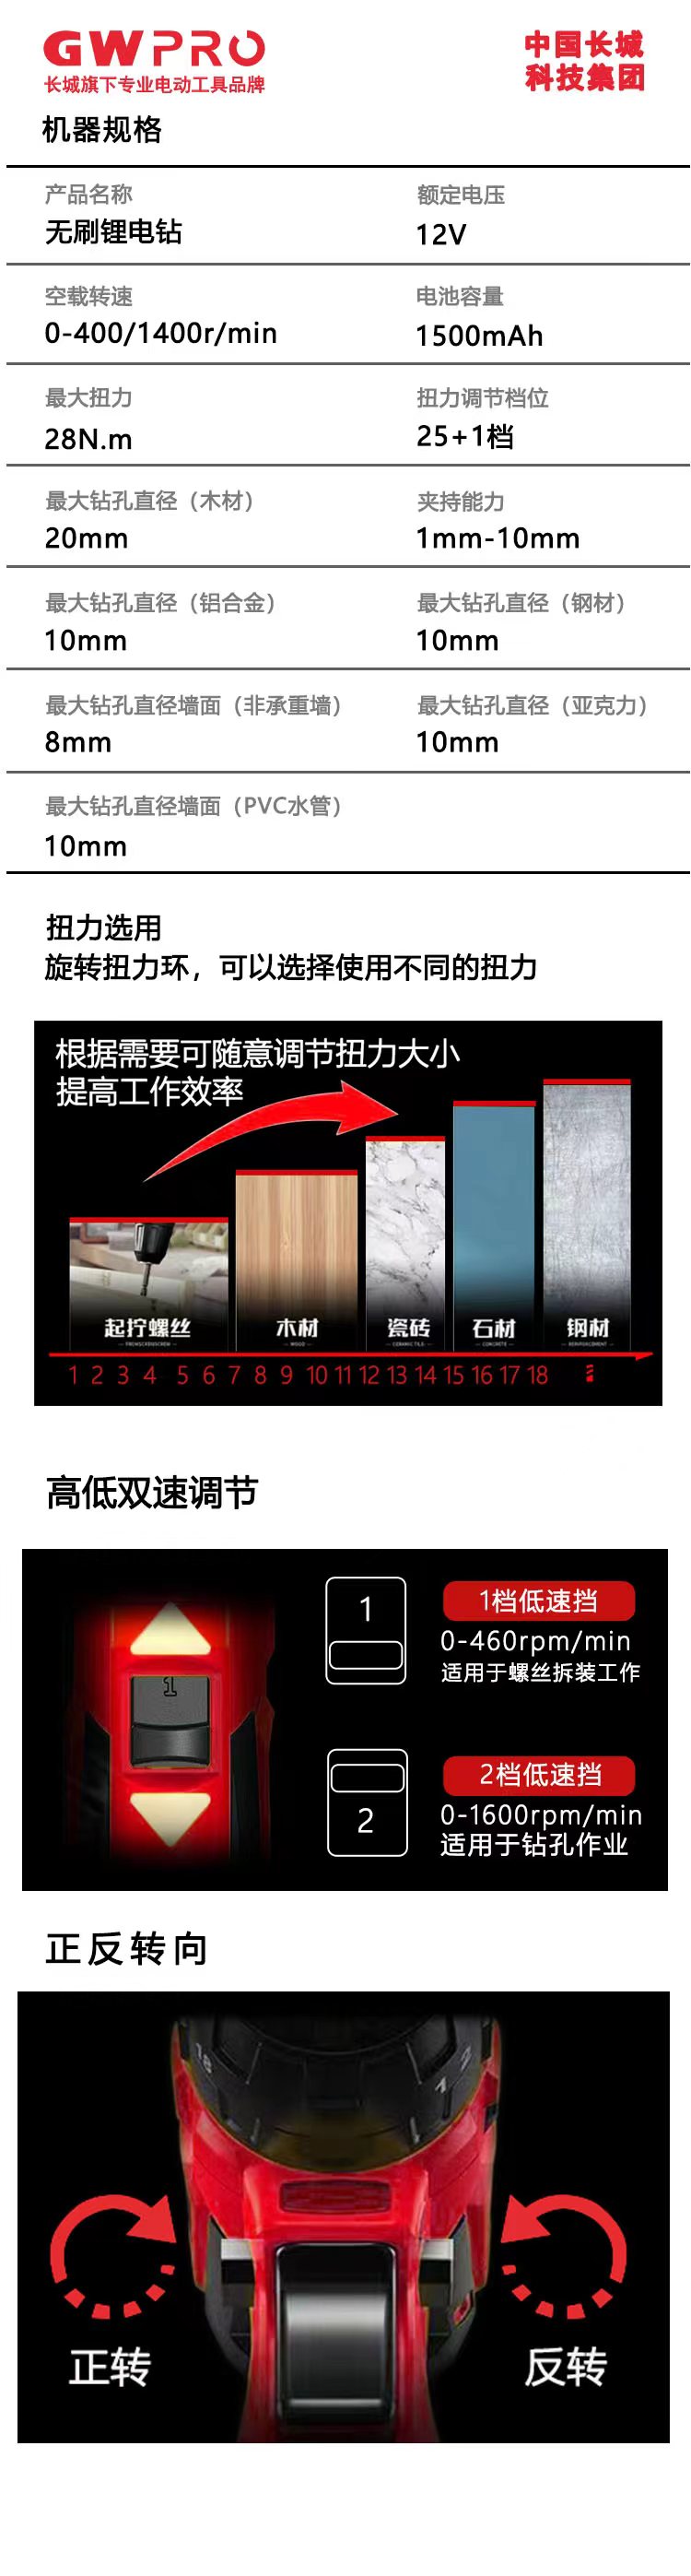 GWPRO
长城旗下专业电动工具品牌
中国长城
科技集团
机器规格
产品名称
无刷锂电钻
额定电压
12V
空载转速
0-400/1400r/min
电池容量
1500mAh
最大扭力
28N.m
扭力调节档位
25+1档
最大钻孔直径（木材）
20mm
夹持能力
1mm-10mm
最大钻孔直径（铝合金）
10mm
最大钻孔直径（钢材）
10mm
最大钻孔直径墙面（非承重墙）
8mm
最大钻孔直径（亚克力）
10mm
最大钻孔直径墙面（PVC水管）
10mm
扭力选用
旋转扭力环，可以选择使用不同的扭力
根据需要可随意调节扭力大小
提高工作效率
起拧螺丝 木材 瓷砖 石材 钢材
1 2 3 4 5 6 7 8 9 10 11 12 13 14 15 16 17 18
高低双速调节
1
1
1档低速挡
0-460rpm/min
适用于螺丝拆装工作
2
2档低速挡
0-1600rpm/min
适用于钻孔作业
正反转向
18 1
正转
反转